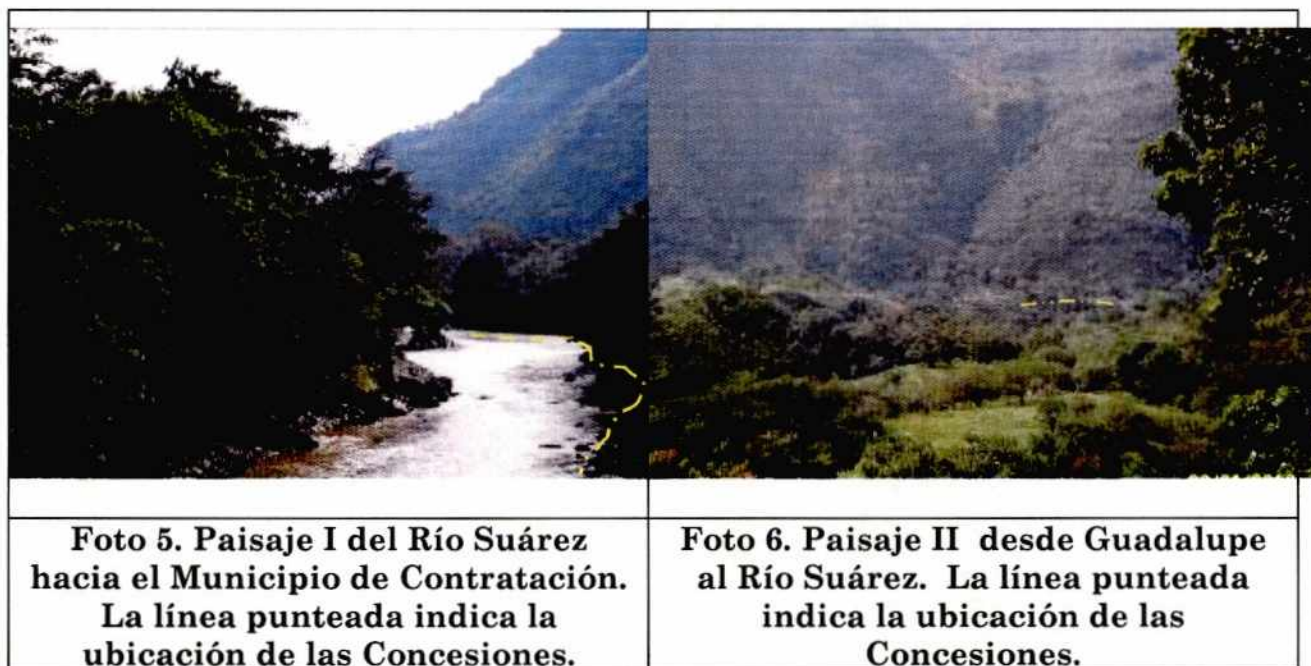 Foto 5. Paisaje I del Río Suárez
hacia el Municipio de Contratación.
La línea punteada indica la
ubicación de las Concesiones.
Foto 6. Paisaje II desde Guadalupe
al Río Suárez. La línea punteada
indica la ubicación de las
Concesiones.